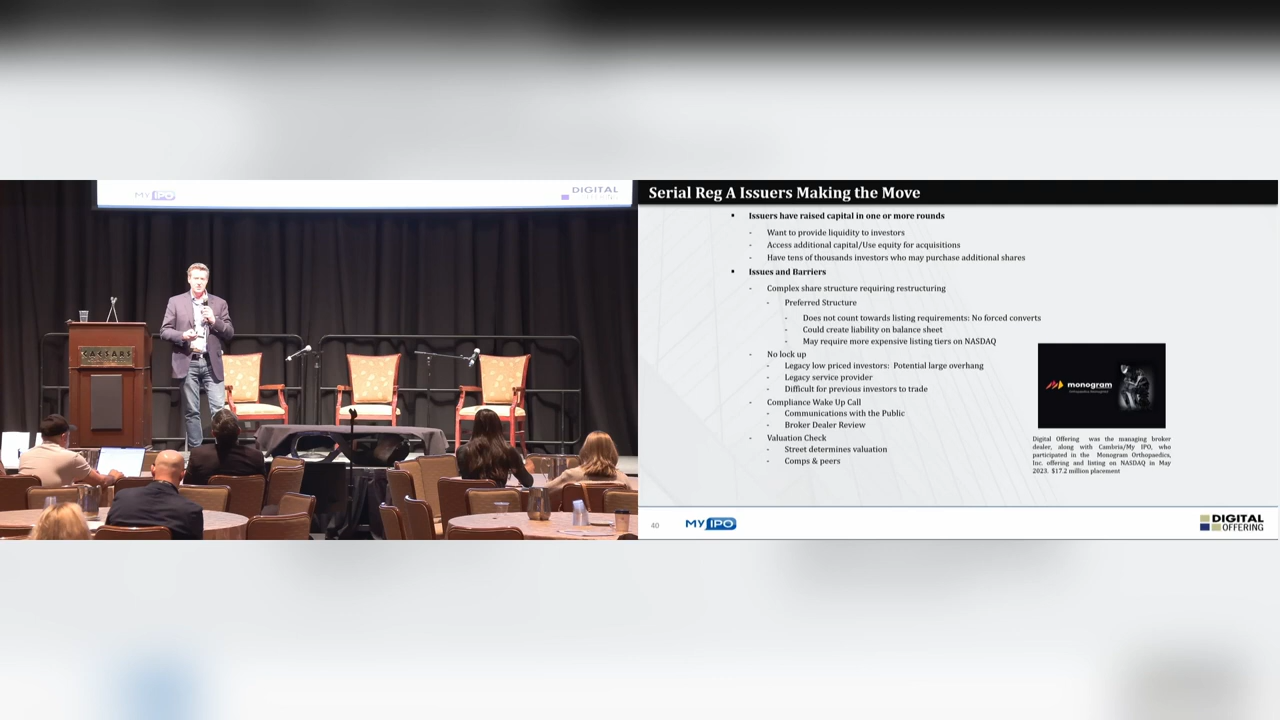 MY IPO
DIGITAL
CAESARS
Serial Reg A Issuers Making the Move
▪ Issuers have raised capital in one or more rounds
- Want to provide liquidity to investors
- Access additional capital/Use equity for acquisitions
- Have tens of thousands investors who may purchase additional shares
▪ Issues and Barriers
- Complex share structure requiring restructuring
- Preferred Structure
- Does not count towards listing requirements: No forced converts
- Could create liability on balance sheet
- May require more expensive listing tiers on NASDAQ
- No lock up
- Legacy low priced investors: Potential large overhang
- Legacy service provider
- Difficult for previous investors to trade
- Compliance Wake Up Call
- Communications with the Public
- Broker Dealer Review
- Valuation Check
- Street determines valuation
- Comps & peers
monogram
Digital Offering was the managing broker
dealer, along with Cambria/My IPO, who
participated in the Monogram Orthopaedics,
Inc. offering and listing on NASDAQ in May
2023. $17.2 million placement
40
MY IPO
DIGITAL
OFFERING